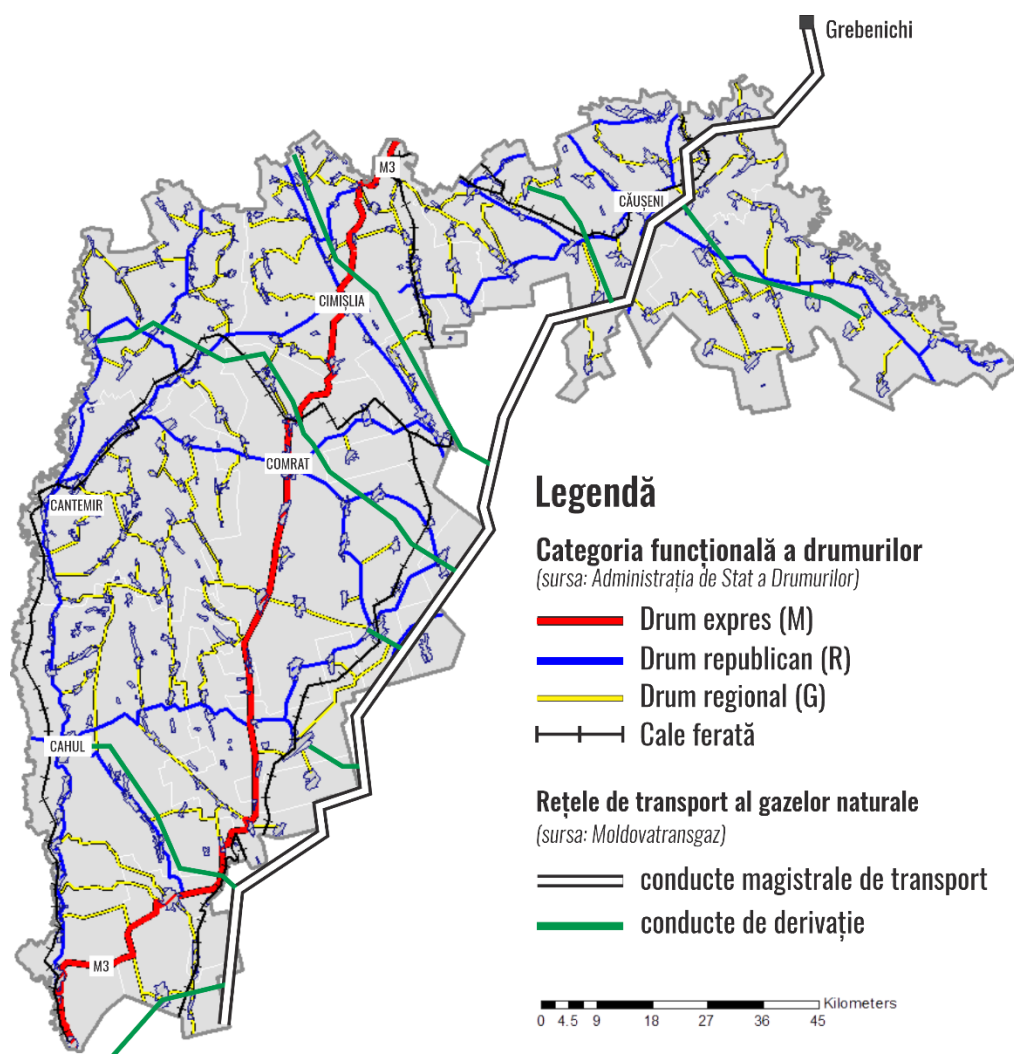 Grebenichi
M3
CĂUȘENI
CIMIȘLIA
COMRAT
CANTEMIR
CAHUL
M3
Legendă
Categoria funcțională a drumurilor
(sursa: Administrația de Stat a Drumurilor)
Drum expres (M)
Drum republican (R)
Drum regional (G)
Cale ferată
Rețele de transport al gazelor naturale
(sursa: Moldovatransgaz)
conducte magistrale de transport
conducte de derivație
Kilometers
0 4.5 9 18 27 36 45